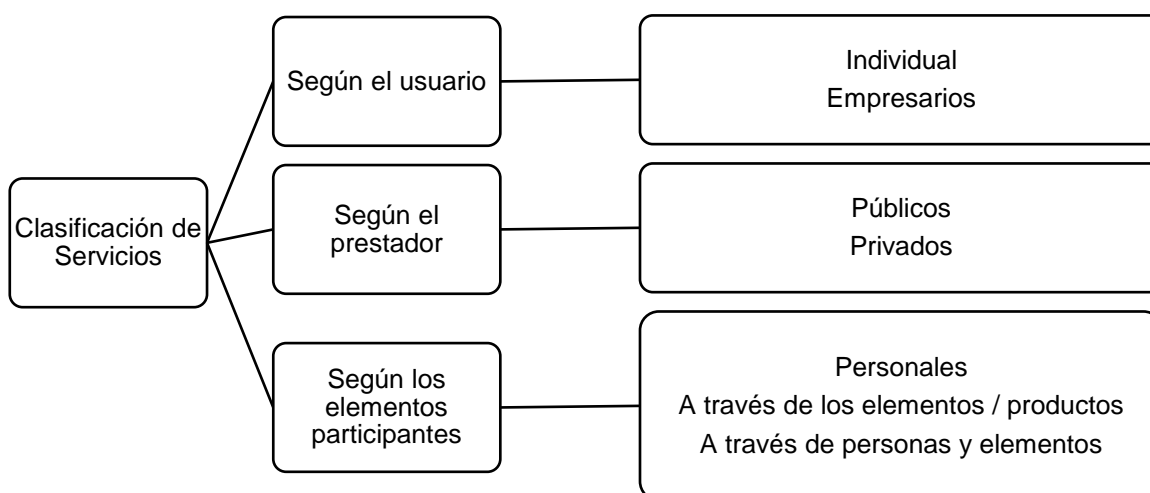 Clasificación de
Servicios
Según el usuario
Individual
Empresarios
Según el
prestador
Públicos
Privados
Según los
elementos
participantes
Personales
A través de los elementos / productos
A través de personas y elementos